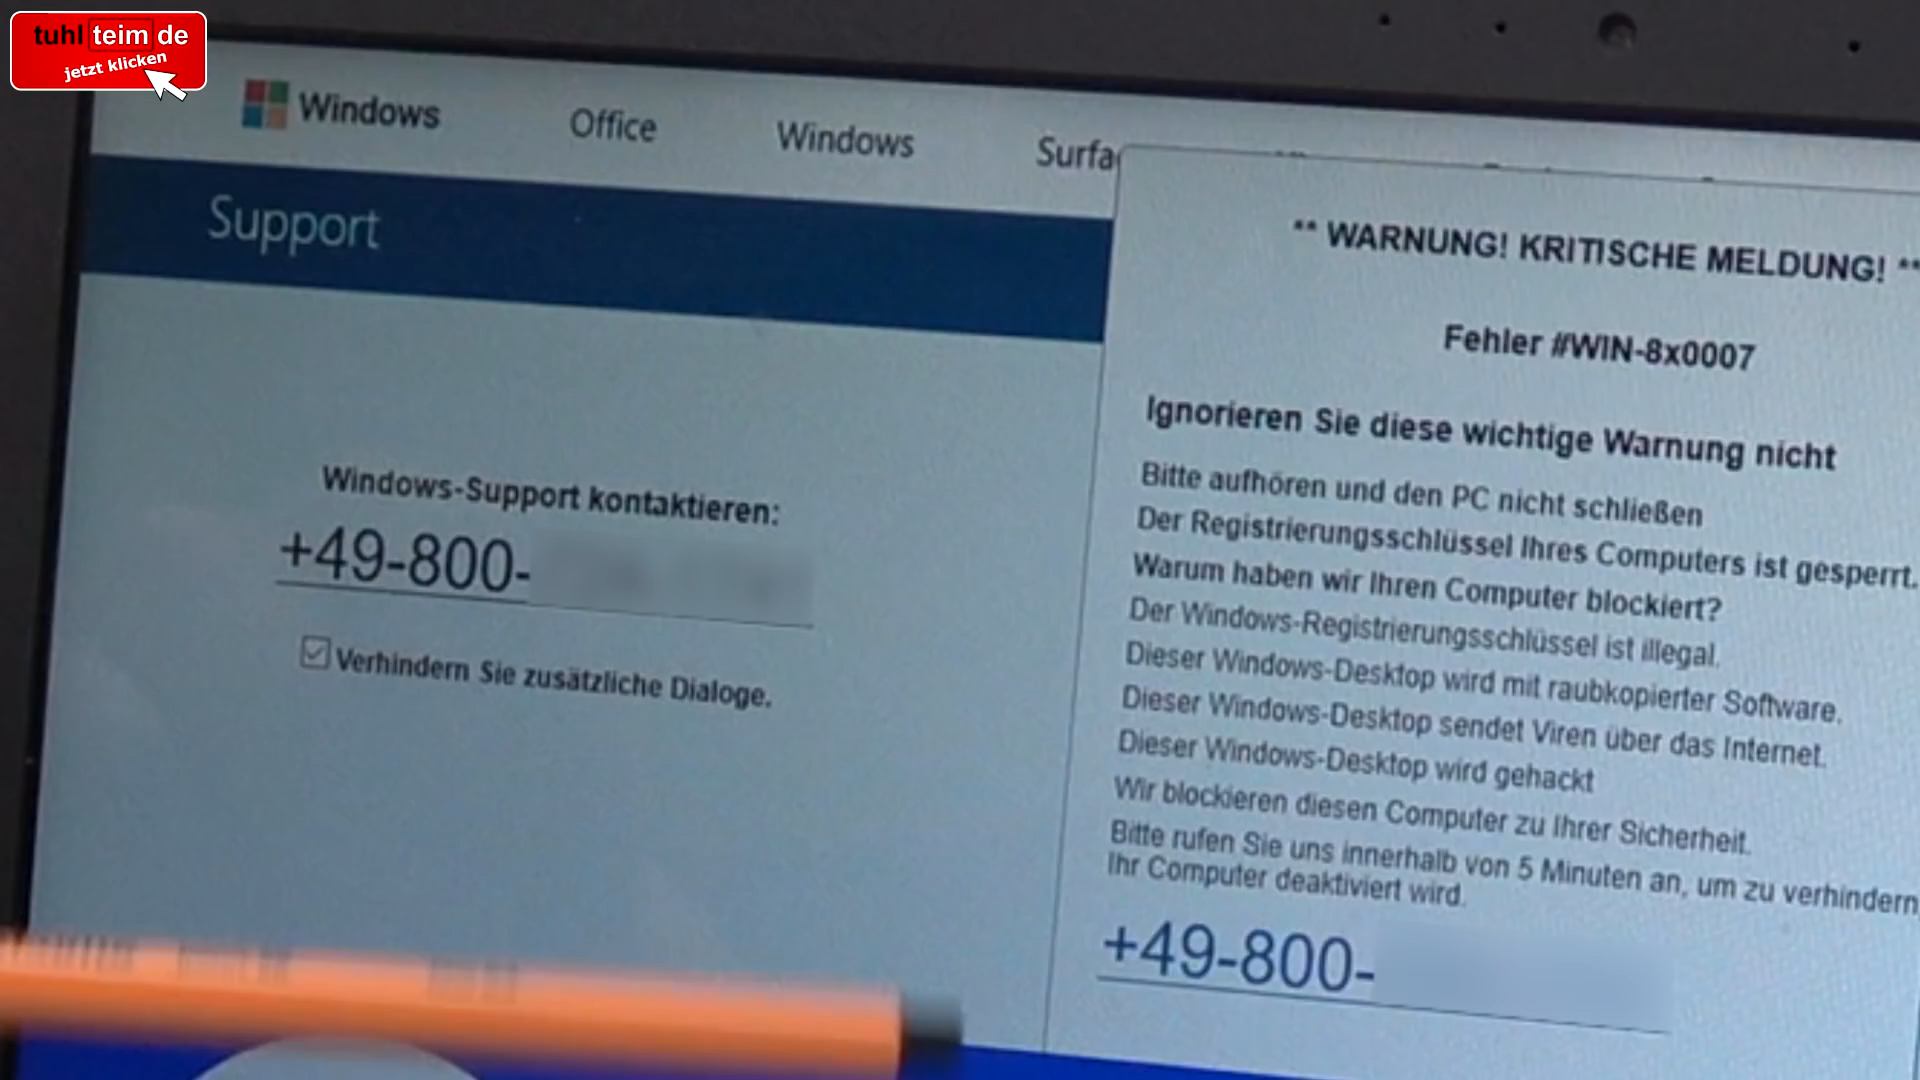 tuhl teim de
jetzt klicken
Windows
Office
Windows
Support
** WARNUNG! KRITISCHE MELDUNG! **
Fehler #WIN-8x0007
Ignorieren Sie diese wichtige Warnung nicht
Bitte aufhören und den PC nicht schließen
Der Registrierungsschlüssel Ihres Computers ist gesperrt.
Warum haben wir Ihren Computer blockiert?
Der Windows-Registrierungsschlüssel ist illegal.
Dieser Windows-Desktop wird mit raubkopierter Software.
Dieser Windows-Desktop sendet Viren über das Internet.
Dieser Windows-Desktop wird gehackt
Wir blockieren diesen Computer zu Ihrer Sicherheit.
Bitte rufen Sie uns innerhalb von 5 Minuten an, um zu verhindern,
Ihr Computer deaktiviert wird.
+49-800-
Windows-Support kontaktieren:
+49-800-
Verhindern Sie zusätzliche Dialoge.